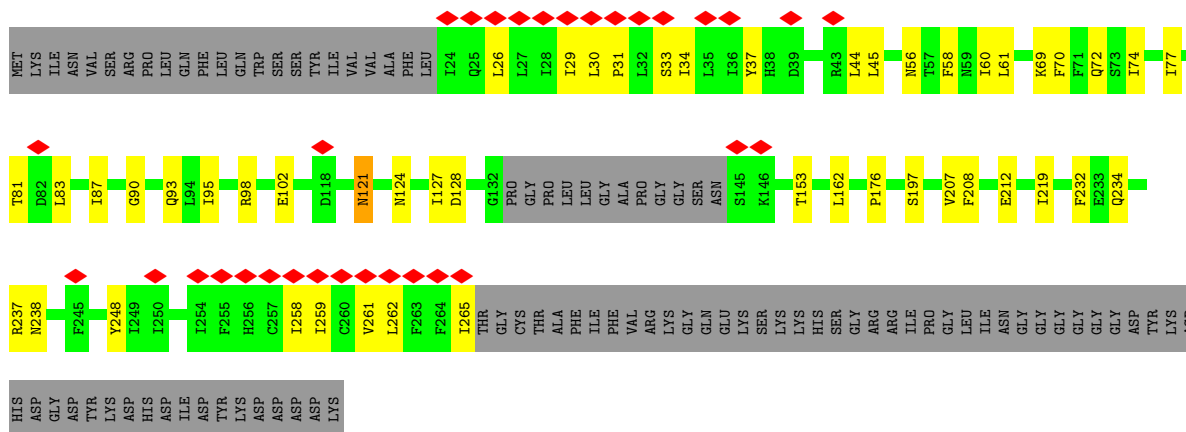 MET LYS ILE ASN VAL SER ARG PRO LEU GLN PHE LEU GLN TRP SER SER TYR ILE VAL VAL ALA PHE LEU I24 Q25 L26 L27 I28 I29 L30 P31 L32 S33 I34 L35 I36 Y37 H38 D39 R43 L44 L45 N56 T57 F58 N59 I60 L61 K69 F70 F71 Q72 S73 I74 I77
T81 D82 L83 I87 G90 Q93 L94 I95 R98 E102 D118 N121 N124 I127 D128 G132 PRO GLY PRO LEU LEU GLY ALA PRO GLY GLY SER ASN S145 K146 T153 L162 P176 S197 V207 F208 E212 I219 F232 E233 Q234
R237 N238 F245 Y248 I249 I250 I254 F255 H256 C257 I258 I259 C260 V261 L262 F263 F264 I265 THR GLY CYS THR ALA PHE ILE PHE VAL ARG LYS GLY GLN GLU LYS SER LYS LYS HIS SER GLY ARG ARG ILE PRO GLY LEU ILE ASN GLY GLY GLY GLY GLY GLY ASP TYR LYS
HIS ASP GLY ASP TYR LYS ASP HIS ASP ILE ASP TYR LYS ASP ASP ASP ASP LYS